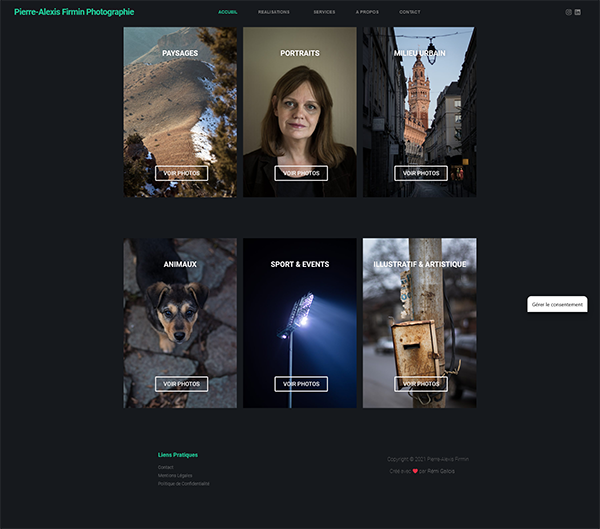 Pierre-Alexis Firmin Photographie
ACCUEIL
REALISATIONS
SERVICES
A PROPOS
CONTACT
PAYSAGES
VOIR PHOTOS
PORTRAITS
VOIR PHOTOS
MILIEU URBAIN
VOIR PHOTOS
ANIMAUX
VOIR PHOTOS
SPORT & EVENTS
VOIR PHOTOS
ILLUSTRATIF & ARTISTIQUE
VOIR PHOTOS
Gérer le consentement
Liens Pratiques
Contact
Mentions Légales
Politique de Confidentialité
Copyright © 2021 Pierre-Alexis Firmin
Créé avec ❤ par Rémi Galioé